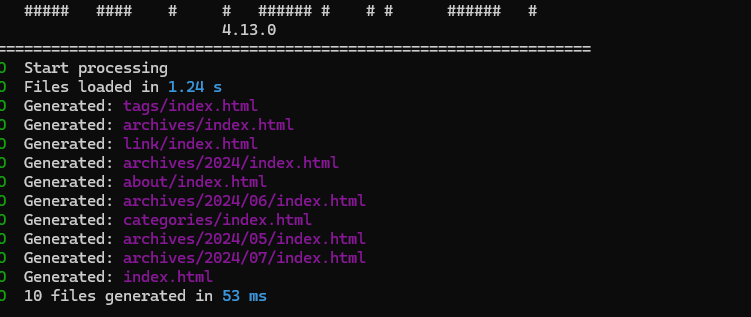 #####   ####    #     #   ###### #    # #      ######   #
4.13.0
==================================================================
O  Start processing
O  Files loaded in 1.24 s
O  Generated: tags/index.html
O  Generated: archives/index.html
O  Generated: link/index.html
O  Generated: archives/2024/index.html
O  Generated: about/index.html
O  Generated: archives/2024/06/index.html
O  Generated: categories/index.html
O  Generated: archives/2024/05/index.html
O  Generated: archives/2024/07/index.html
O  Generated: index.html
O  10 files generated in 53 ms